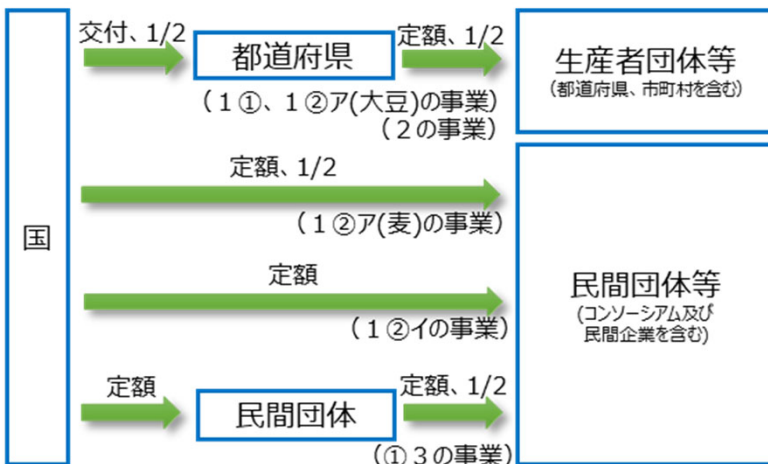 国
交付、1/2
都道府県
定額、1/2
生産者団体等
（都道府県、市町村を含む）
（１①、１②ア(大豆)の事業）
（２の事業）
定額、1/2
（１②ア(麦)の事業）
定額
（１②イの事業）
民間団体等
(コンソーシアム及び
民間企業を含む)
定額
民間団体
定額、1/2
（①３の事業）